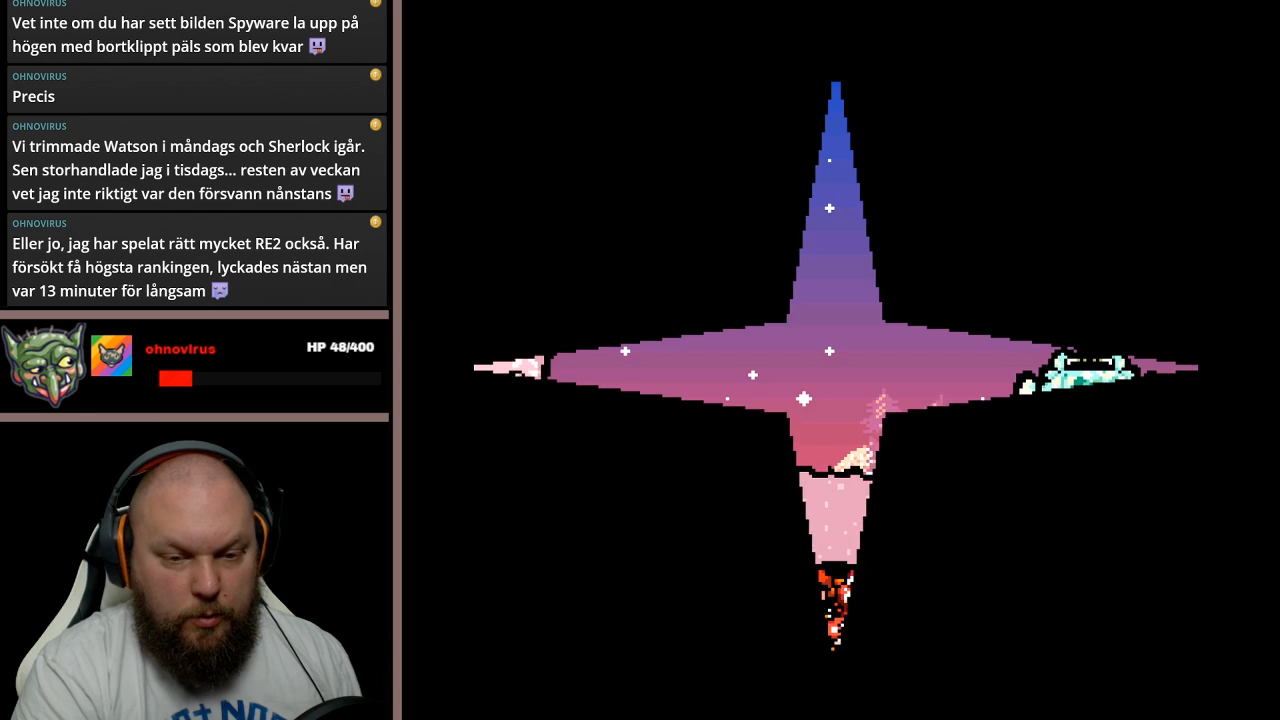 OHNOVIRUS
Vet inte om du har sett bilden Spyware la upp på
högen med bortklippt päls som blev kvar
OHNOVIRUS
Precis
OHNOVIRUS
Vi trimmade Watson i måndags och Sherlock igår.
Sen storhandlade jag i tisdags... resten av veckan
vet jag inte riktigt var den försvann nånstans
OHNOVIRUS
Eller jo, jag har spelat rätt mycket RE2 också. Har
försökt få högsta rankingen, lyckades nästan men
var 13 minuter för långsam
ohnovirus HP 48/400